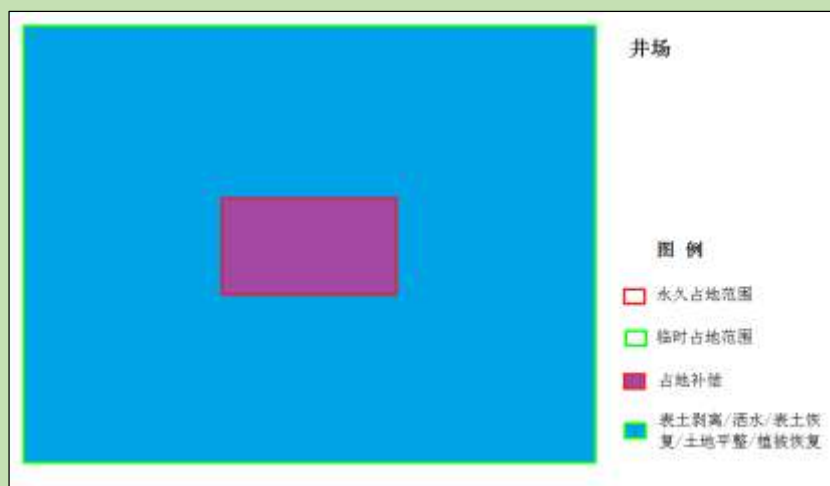 井场
图 例
永久占地范围
临时占地范围
占地补偿
表土剥离/洒水/表土恢
复/土地平整/植被恢复